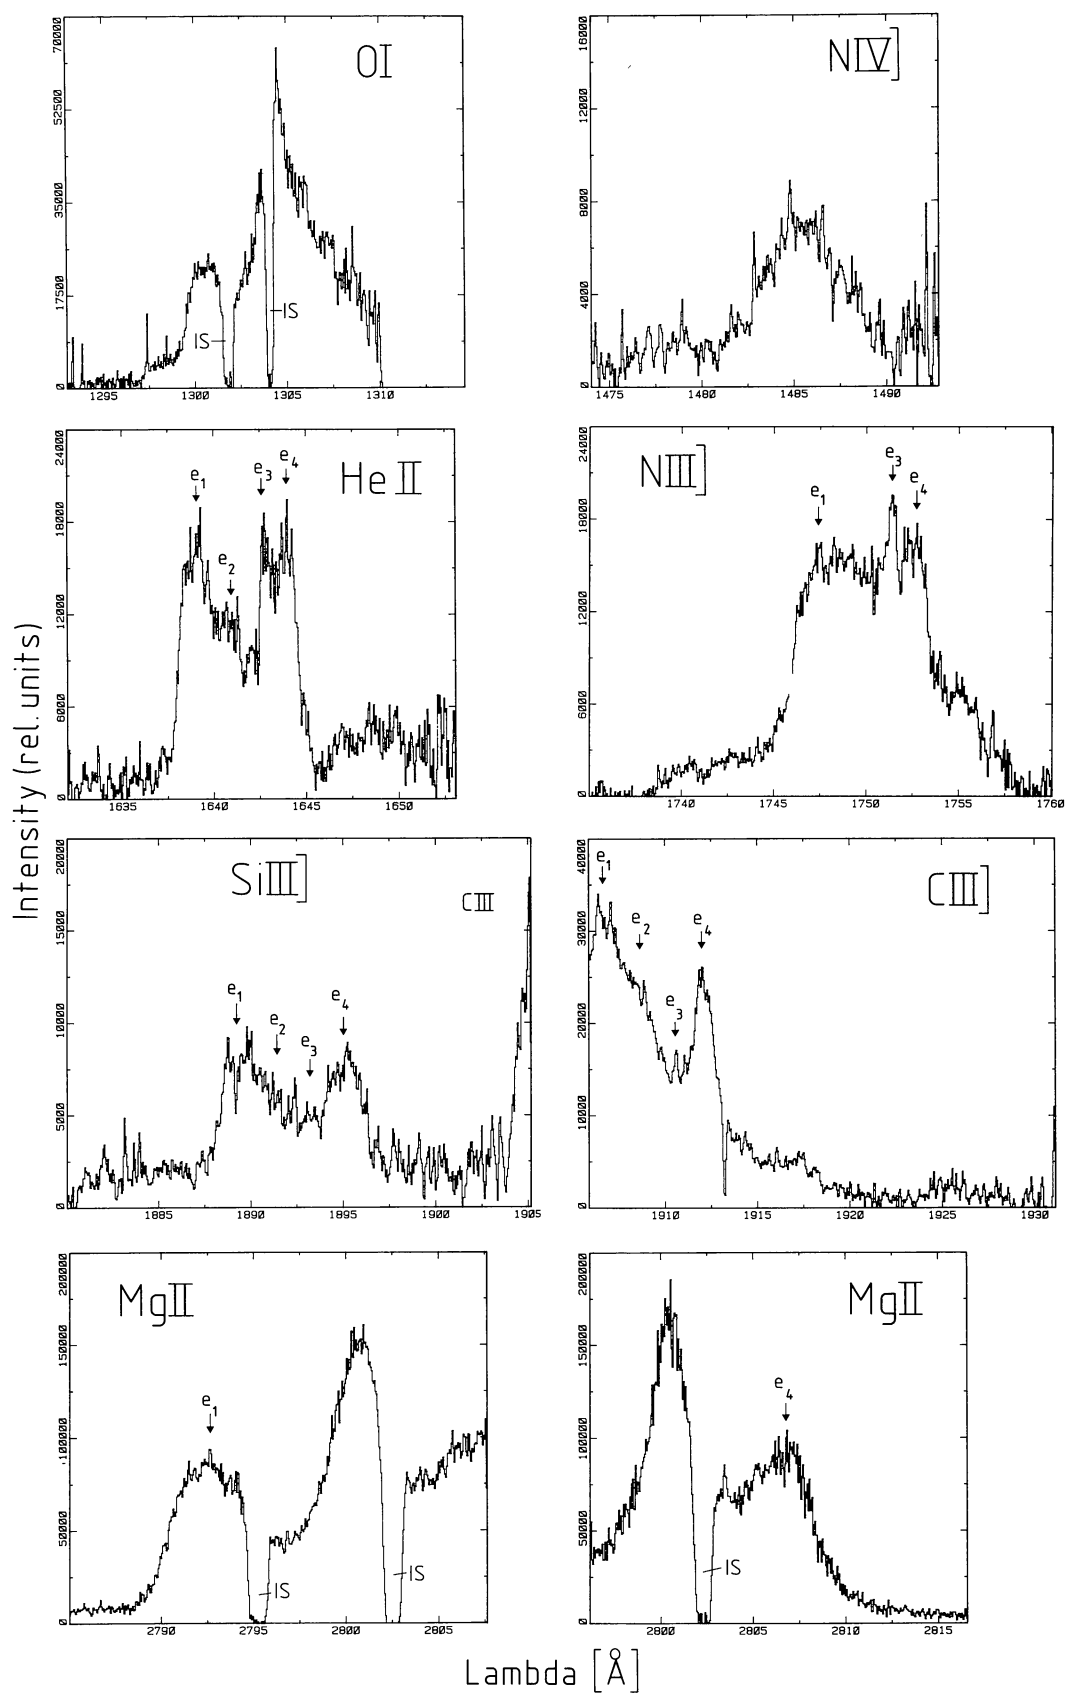 OI
70000
52500
35000
17500
0
IS
IS
1295 1300 1305 1310
NIV]
16000
12000
8000
4000
0
1475 1480 1485 1490
He II
24000
18000
12000
6000
0
e1 e2 e3 e4
1635 1640 1645 1650
NIII]
24000
18000
12000
6000
0
e1 e3 e4
1740 1745 1750 1755 1760
Intensity (rel. units)
SiIII]
CIII
20000
15000
10000
5000
0
e1 e2 e3 e4
1885 1890 1895 1900 1905
CIII]
40000
30000
20000
10000
0
e1 e2 e3 e4
1910 1915 1920 1925 1930
MgII
200000
150000
100000
50000
0
e1
IS
IS
2790 2795 2800 2805
MgII
200000
150000
100000
50000
0
e4
IS
2800 2805 2810 2815
Lambda [Å]